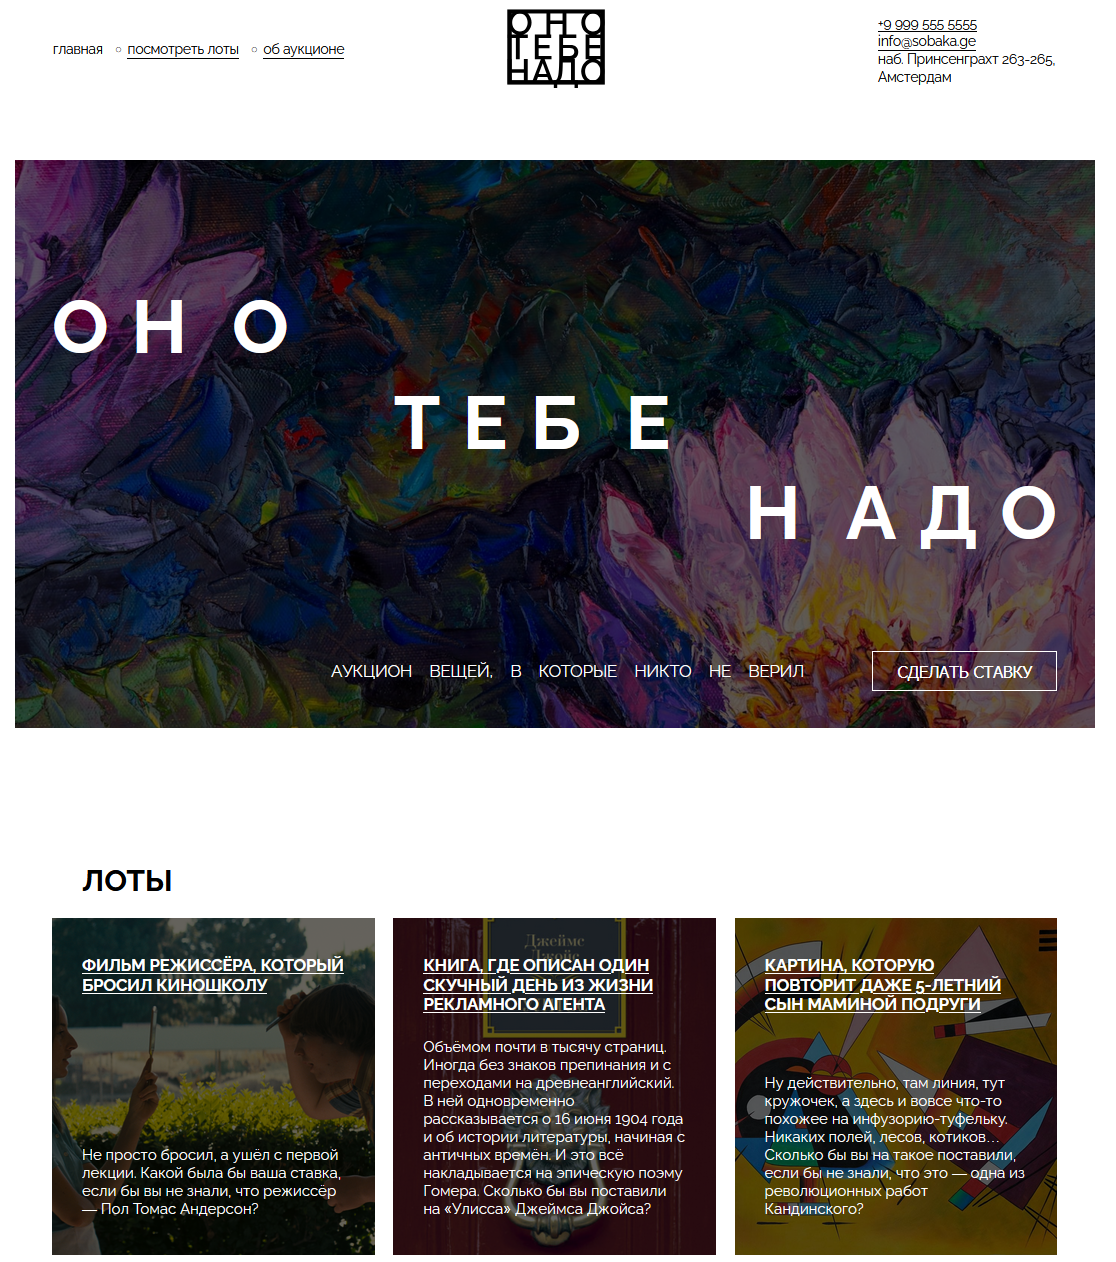 главная
посмотреть лоты
об аукционе
ОНО
ТЕБЕ
НАДО
+9 999 555 5555
info@sobaka.ge
наб. Принсенграхт 263-265,
Амстердам
ОНО
ТЕБЕ
НАДО
АУКЦИОН ВЕЩЕЙ, В КОТОРЫЕ НИКТО НЕ ВЕРИЛ
СДЕЛАТЬ СТАВКУ
ЛОТЫ
ФИЛЬМ РЕЖИССЁРА, КОТОРЫЙ
БРОСИЛ КИНОШКОЛУ
Не просто бросил, а ушёл с первой
лекции. Какой была бы ваша ставка,
если бы вы не знали, что режиссёр
— Пол Томас Андерсон?
Джеймс
Джойс
КНИГА, ГДЕ ОПИСАН ОДИН
СКУЧНЫЙ ДЕНЬ ИЗ ЖИЗНИ
РЕКЛАМНОГО АГЕНТА
Объёмом почти в тысячу страниц.
Иногда без знаков препинания и с
переходами на древнеанглийский.
В ней одновременно
рассказывается о 16 июня 1904 года
и об истории литературы, начиная с
античных времён. И это всё
накладывается на эпическую поэму
Гомера. Сколько бы вы поставили
на «Улисса» Джеймса Джойса?
КАРТИНА, КОТОРУЮ
ПОВТОРИТ ДАЖЕ 5-ЛЕТНИЙ
СЫН МАМИНОЙ ПОДРУГИ
Ну действительно, там линия, тут
кружочек, а здесь и вовсе что-то
похожее на инфузорию-туфельку.
Никаких полей, лесов, котиков…
Сколько бы вы на такое поставили,
если бы не знали, что это — одна из
революционных работ
Кандинского?